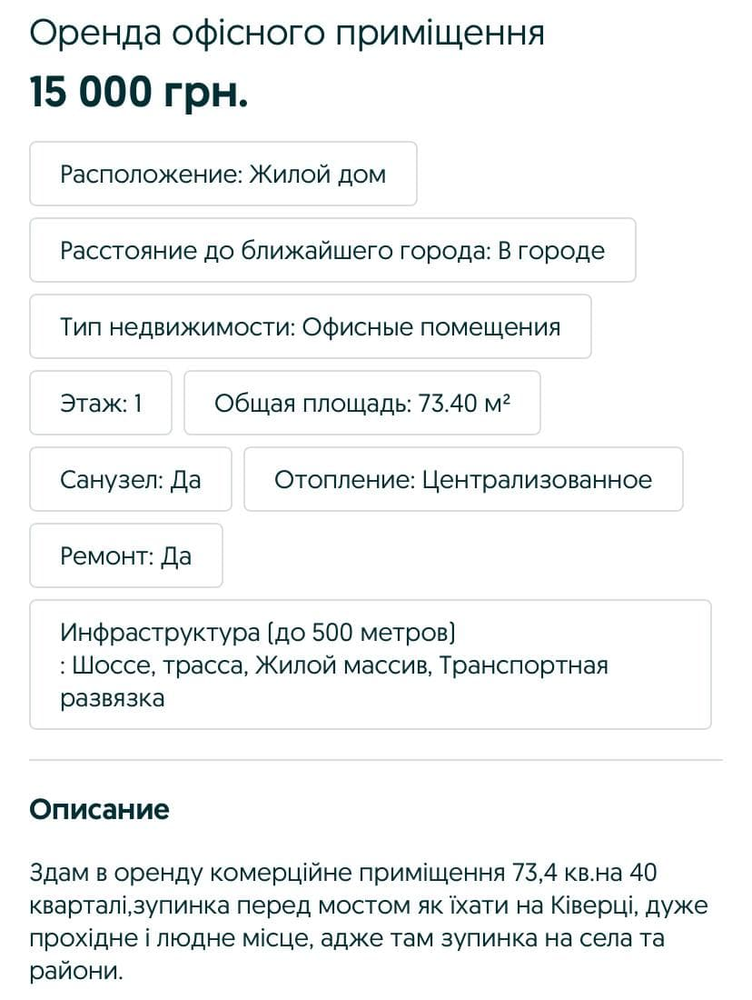 Оренда офісного приміщення
15 000 грн.
Расположение: Жилой дом
Расстояние до ближайшего города: В городе
Тип недвижимости: Офисные помещения
Этаж: 1
Общая площадь: 73.40 м²
Санузел: Да
Отопление: Централизованное
Ремонт: Да
Инфраструктура (до 500 метров)
: Шоссе, трасса, Жилой массив, Транспортная
развязка
Описание
Здам в оренду комерційне приміщення 73,4 кв.на 40
кварталі,зупинка перед мостом як їхати на Ківерці, дуже
прохідне і людне місце, адже там зупинка на села та
райони.